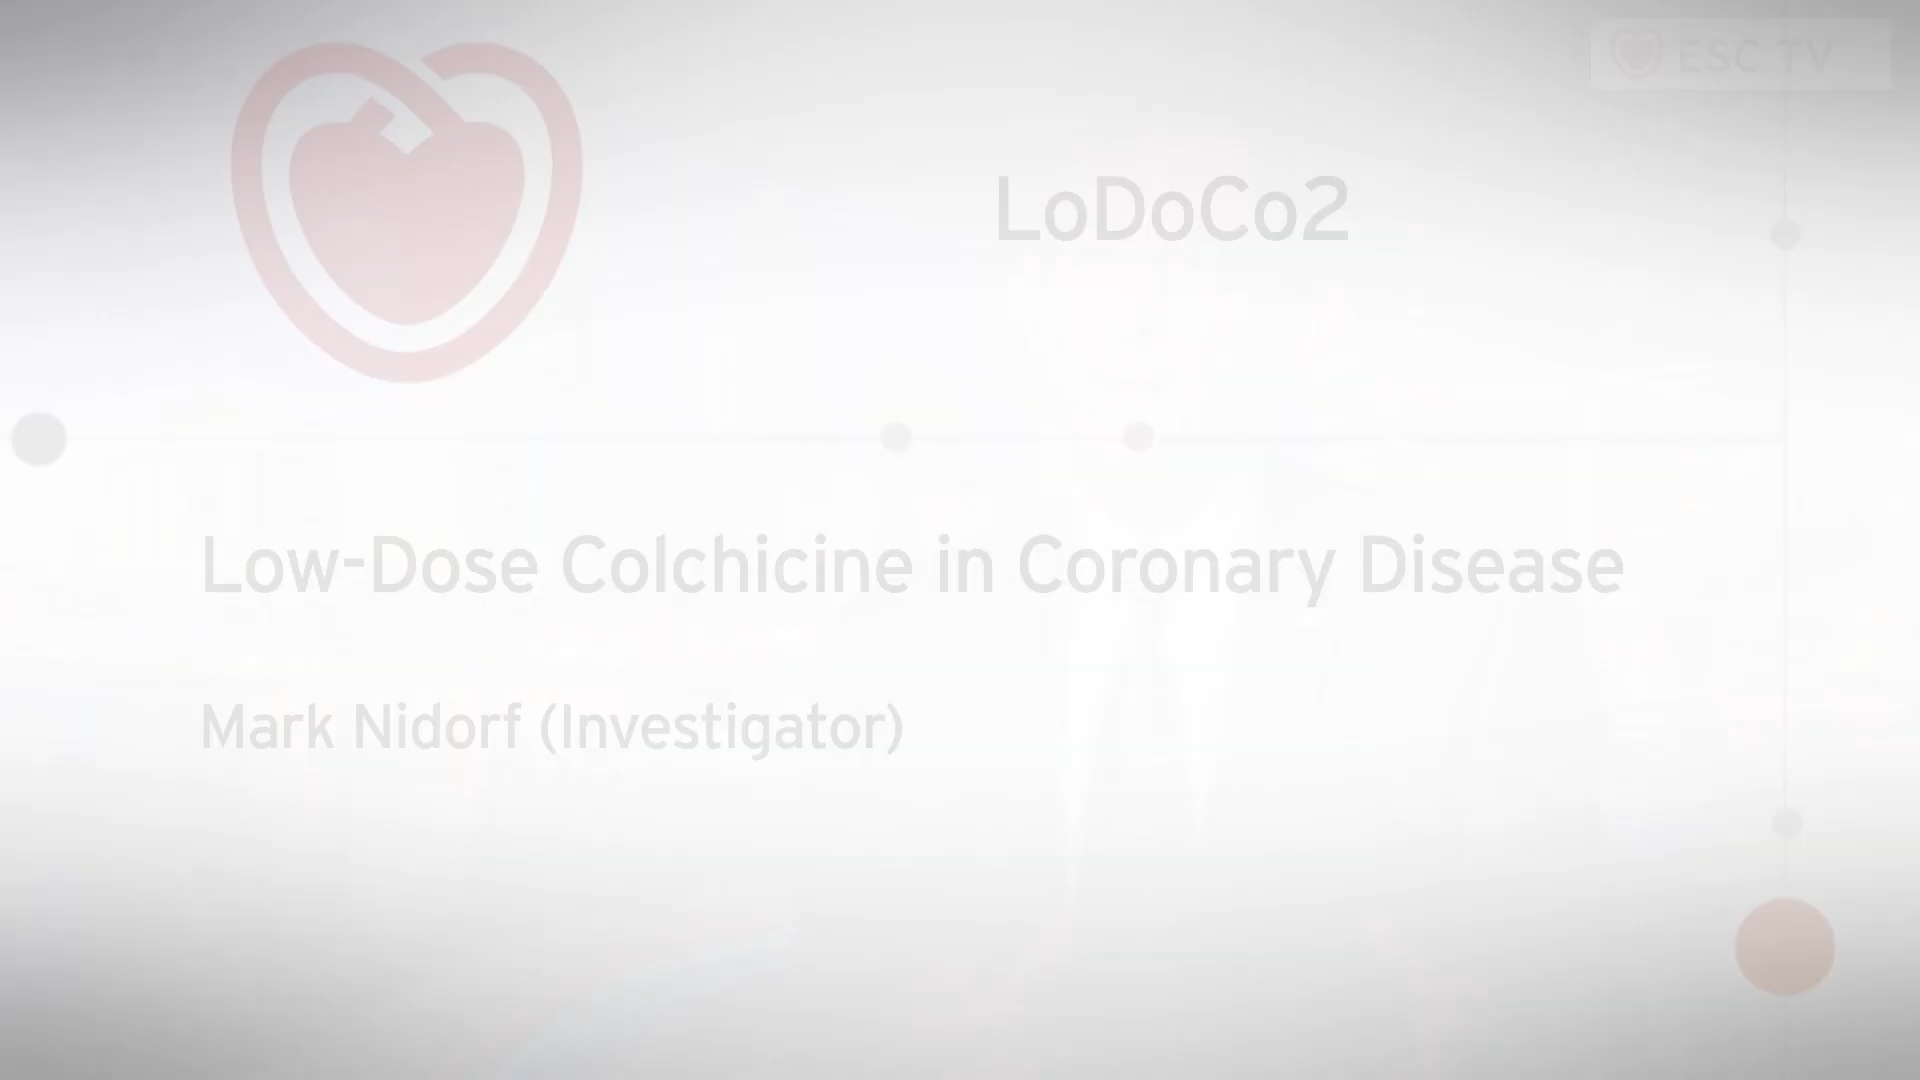 ESC TV
LoDoCo2
Low-Dose Colchicine in Coronary Disease
Mark Nidorf (Investigator)